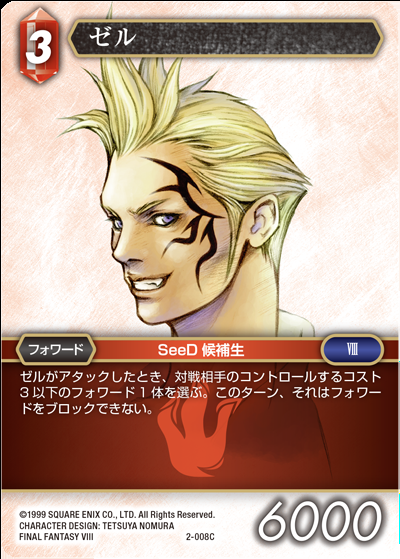 3
ゼル
フォワード
SeeD候補生
VIII
ゼルがアタックしたとき、対戦相手のコントロールするコスト
3以下のフォワード1体を選ぶ。このターン、それはフォワー
ドをブロックできない。
©1999 SQUARE ENIX CO., LTD. All Rights Reserved.
CHARACTER DESIGN: TETSUYA NOMURA
FINAL FANTASY VIII
2-008C
6000